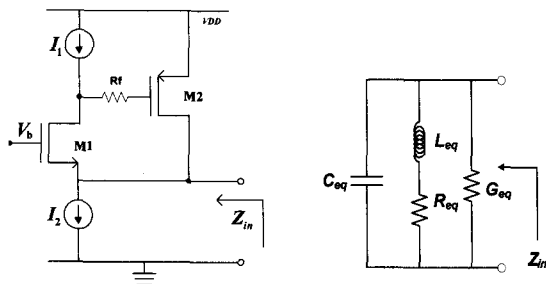 VDD
I1
Rf
M2
Vb
M1
I2
Zin
Ceq
Leq
Req
Geq
Zin